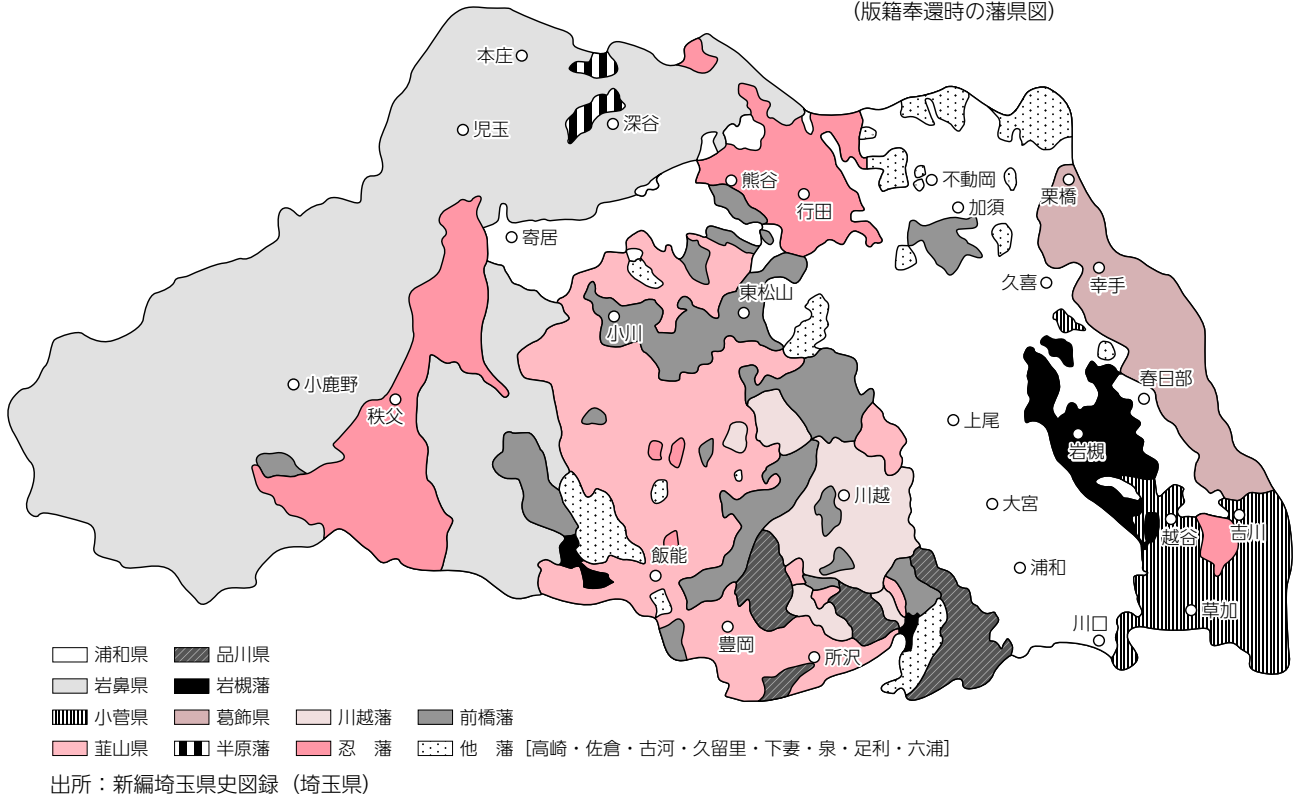 (版籍奉還時の藩県図)
本庄
児玉
深谷
熊谷
行田
不動岡
加須
栗橋
寄居
久喜
幸手
東松山
小川
小鹿野
秩父
春日部
上尾
岩槻
川越
大宮
越谷
吉川
飯能
浦和
草加
川口
豊岡
所沢
浦和県 品川県
岩鼻県 岩槻藩
小菅県 葛飾県 川越藩 前橋藩
韮山県 半原藩 忍 藩 他 藩 [高崎・佐倉・古河・久留里・下妻・泉・足利・六浦]
出所:新編埼玉県史図録(埼玉県)